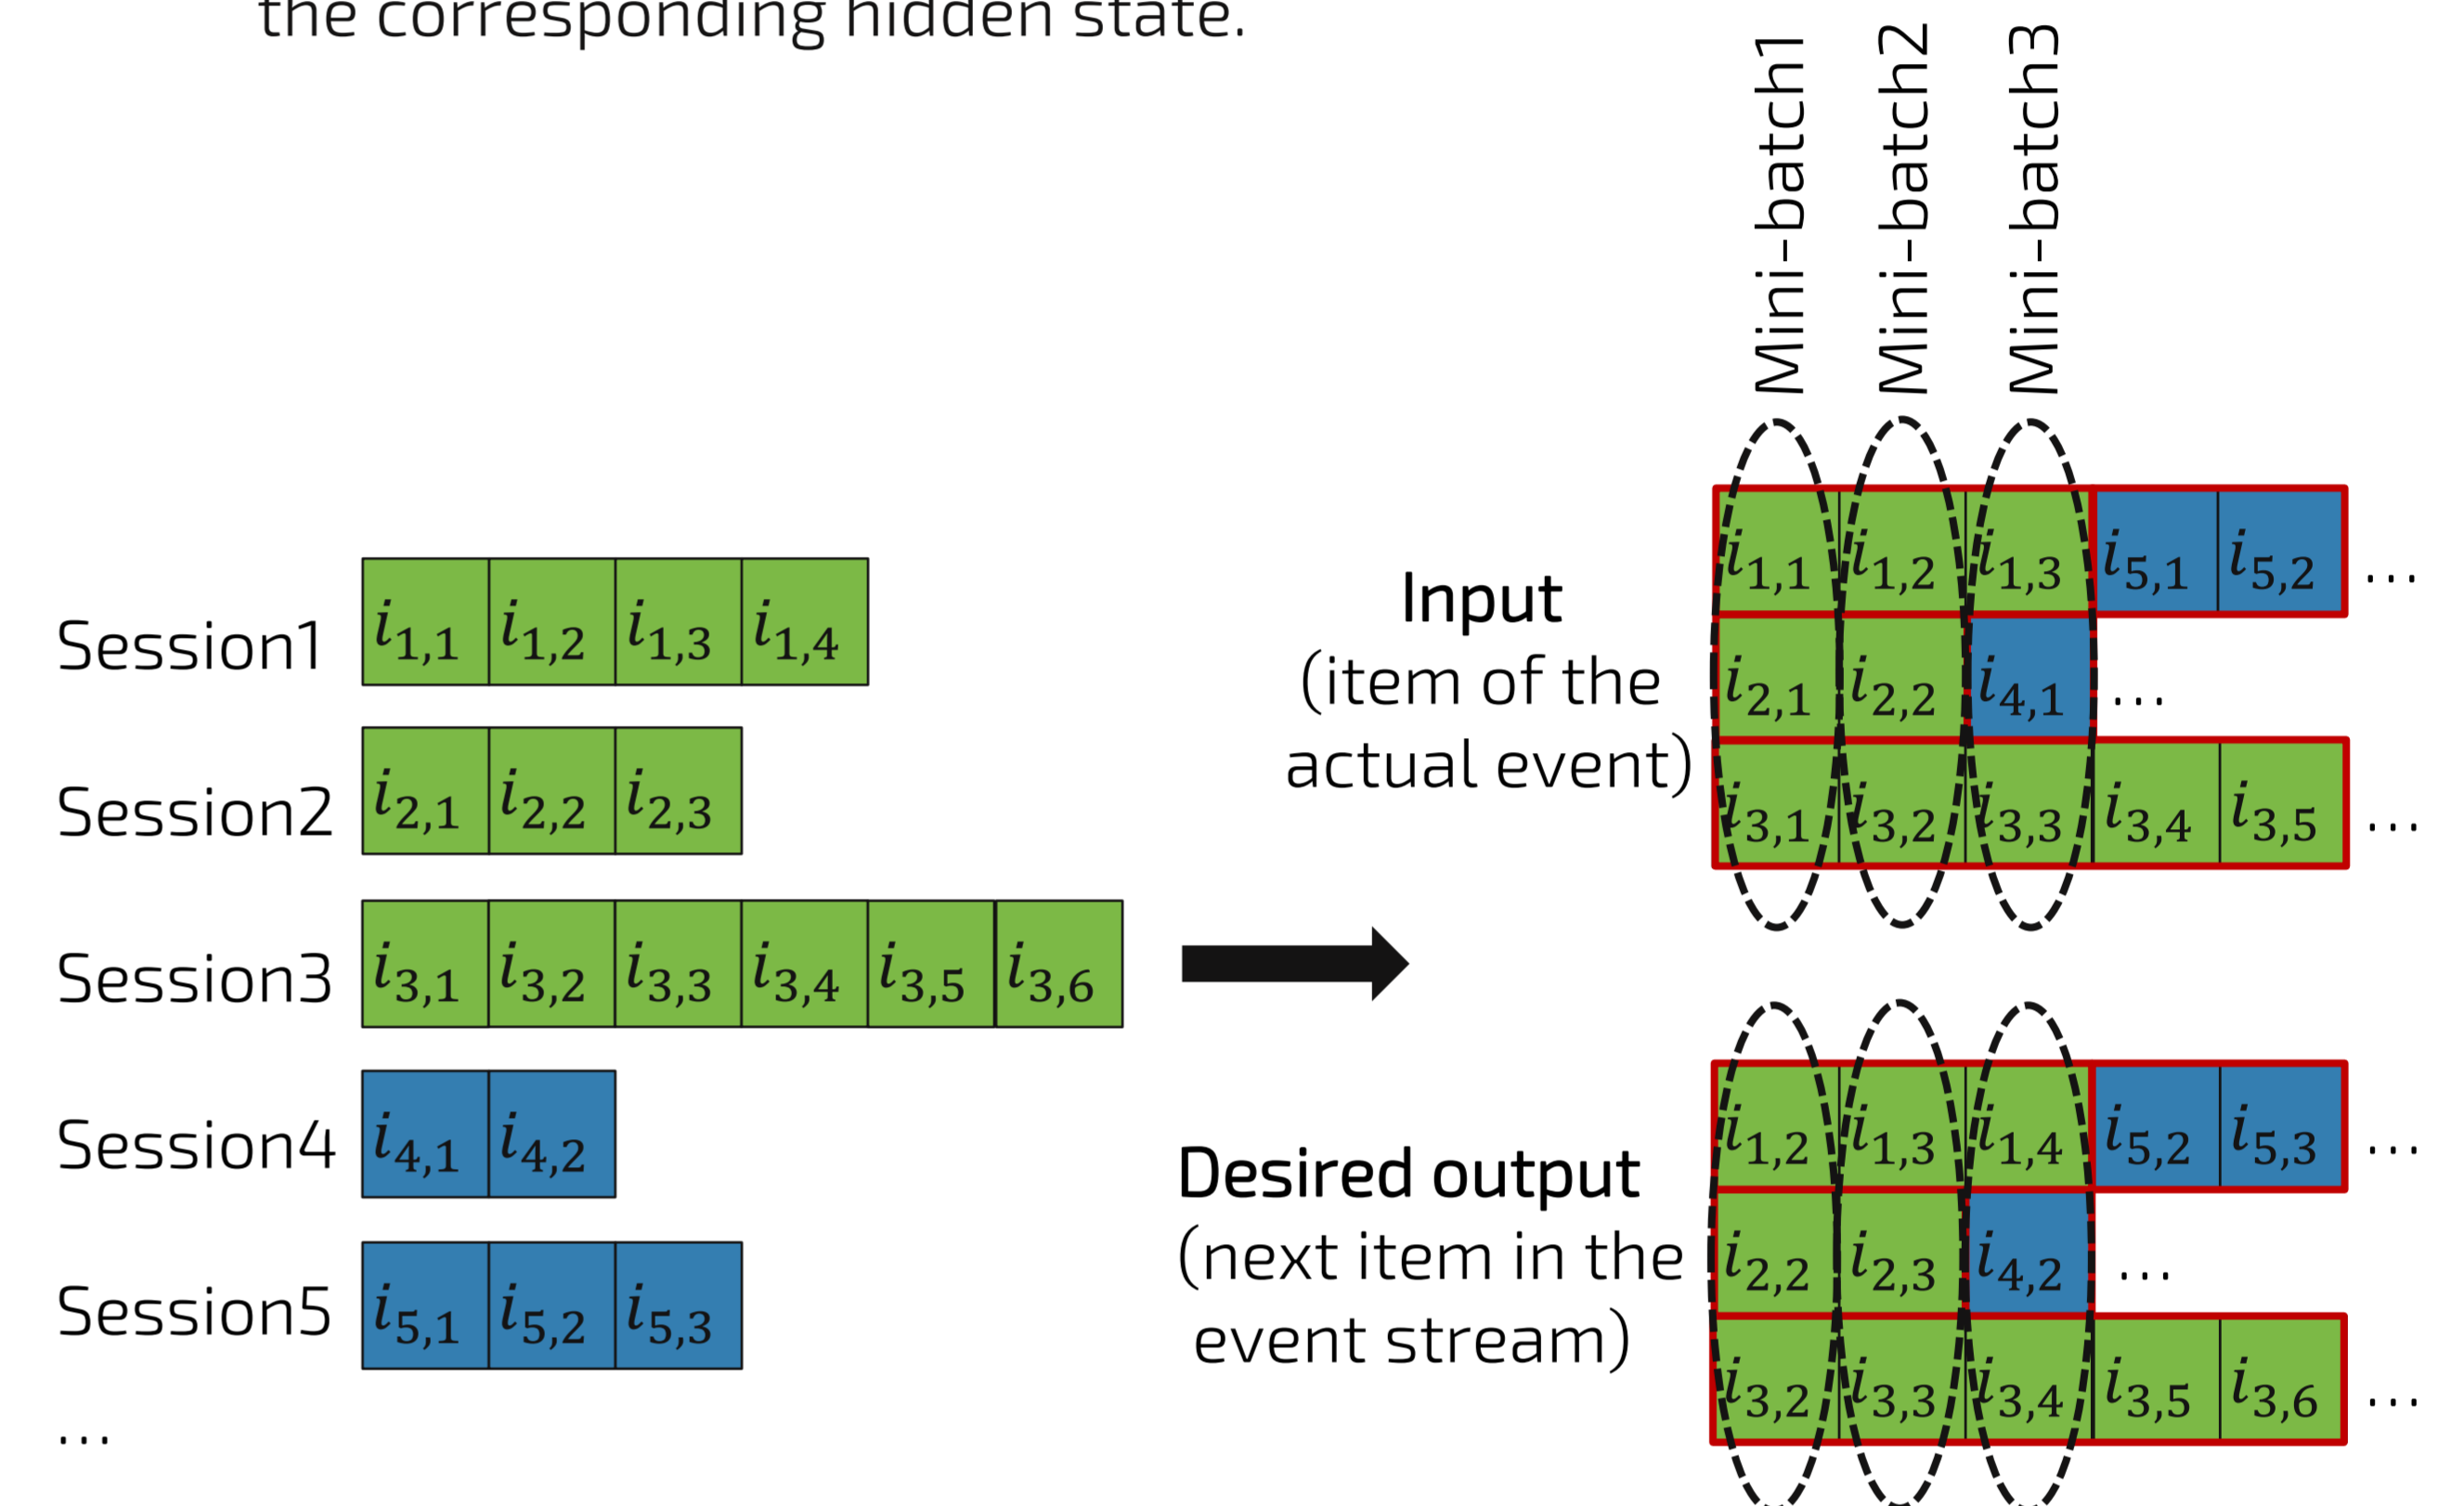 the corresponding hidden state.
Mini-batch1
Mini-batch2
Mini-batch3
Session1
i1,1 i1,2 i1,3 i1,4
Session2
i2,1 i2,2 i2,3
Session3
i3,1 i3,2 i3,3 i3,4 i3,5 i3,6
Session4
i4,1 i4,2
Session5
i5,1 i5,2 i5,3
...
Input
(item of the
actual event)
i1,1 i1,2 i1,3 i5,1 i5,2 ...
i2,1 i2,2 i4,1 ...
i3,1 i3,2 i3,3 i3,4 i3,5 ...
Desired output
(next item in the
event stream)
i1,2 i1,3 i1,4 i5,2 i5,3 ...
i2,2 i2,3 i4,2 ...
i3,2 i3,3 i3,4 i3,5 i3,6 ...